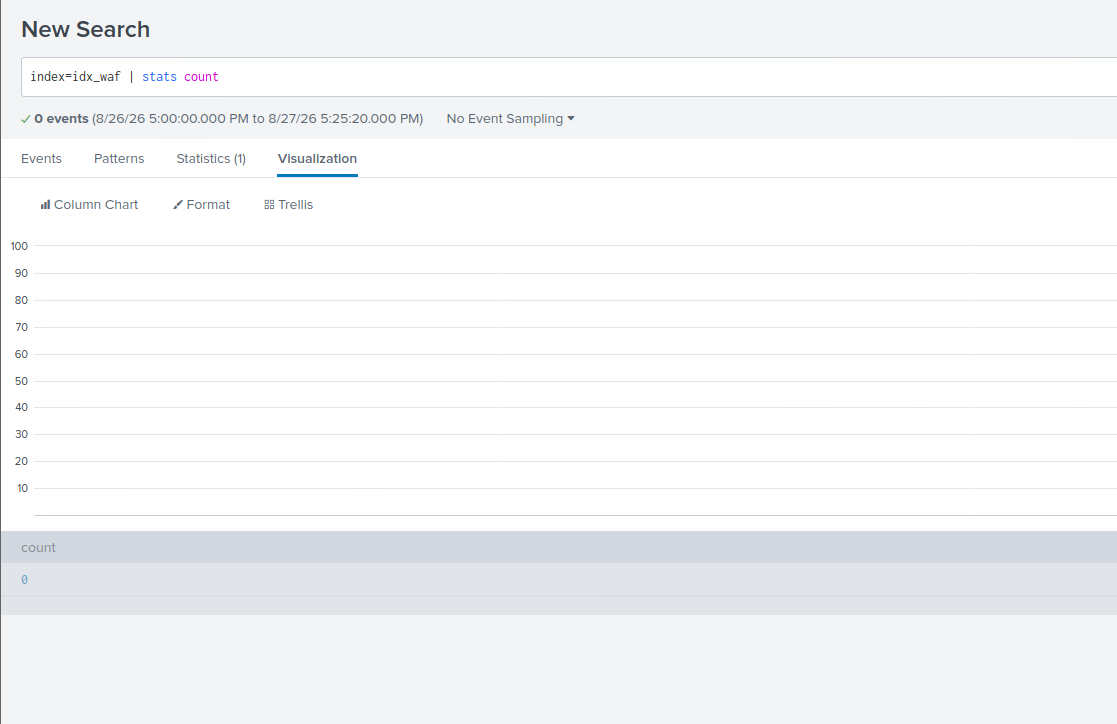 New Search
index=idx_waf | stats count
0 events (8/26/26 5:00:00.000 PM to 8/27/26 5:25:20.000 PM) No Event Sampling
Events Patterns Statistics (1) Visualization
Column Chart Format Trellis
100
90
80
70
60
50
40
30
20
10
count
0